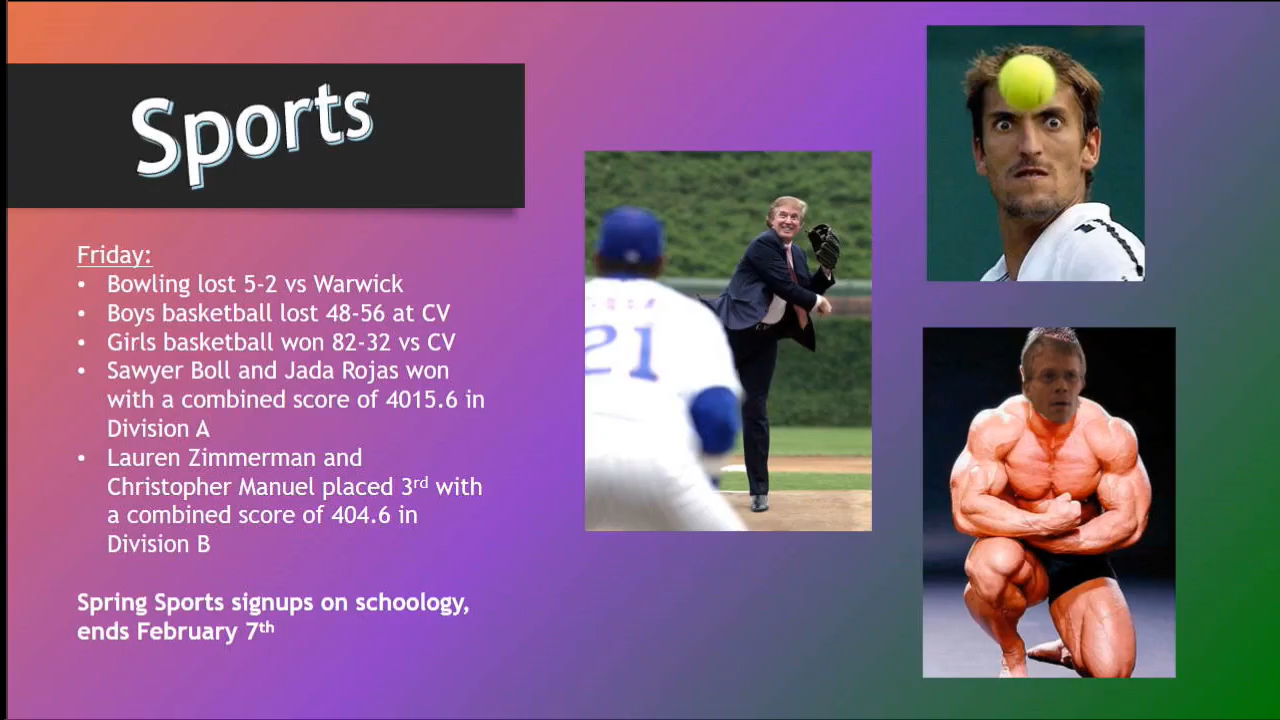 Sports
Friday:
• Bowling lost 5-2 vs Warwick
• Boys basketball lost 48-56 at CV
• Girls basketball won 82-32 vs CV
• Sawyer Boll and Jada Rojas won
with a combined score of 4015.6 in
Division A
• Lauren Zimmerman and
Christopher Manuel placed 3rd with
a combined score of 404.6 in
Division B
Spring Sports signups on schoology,
ends February 7th
21